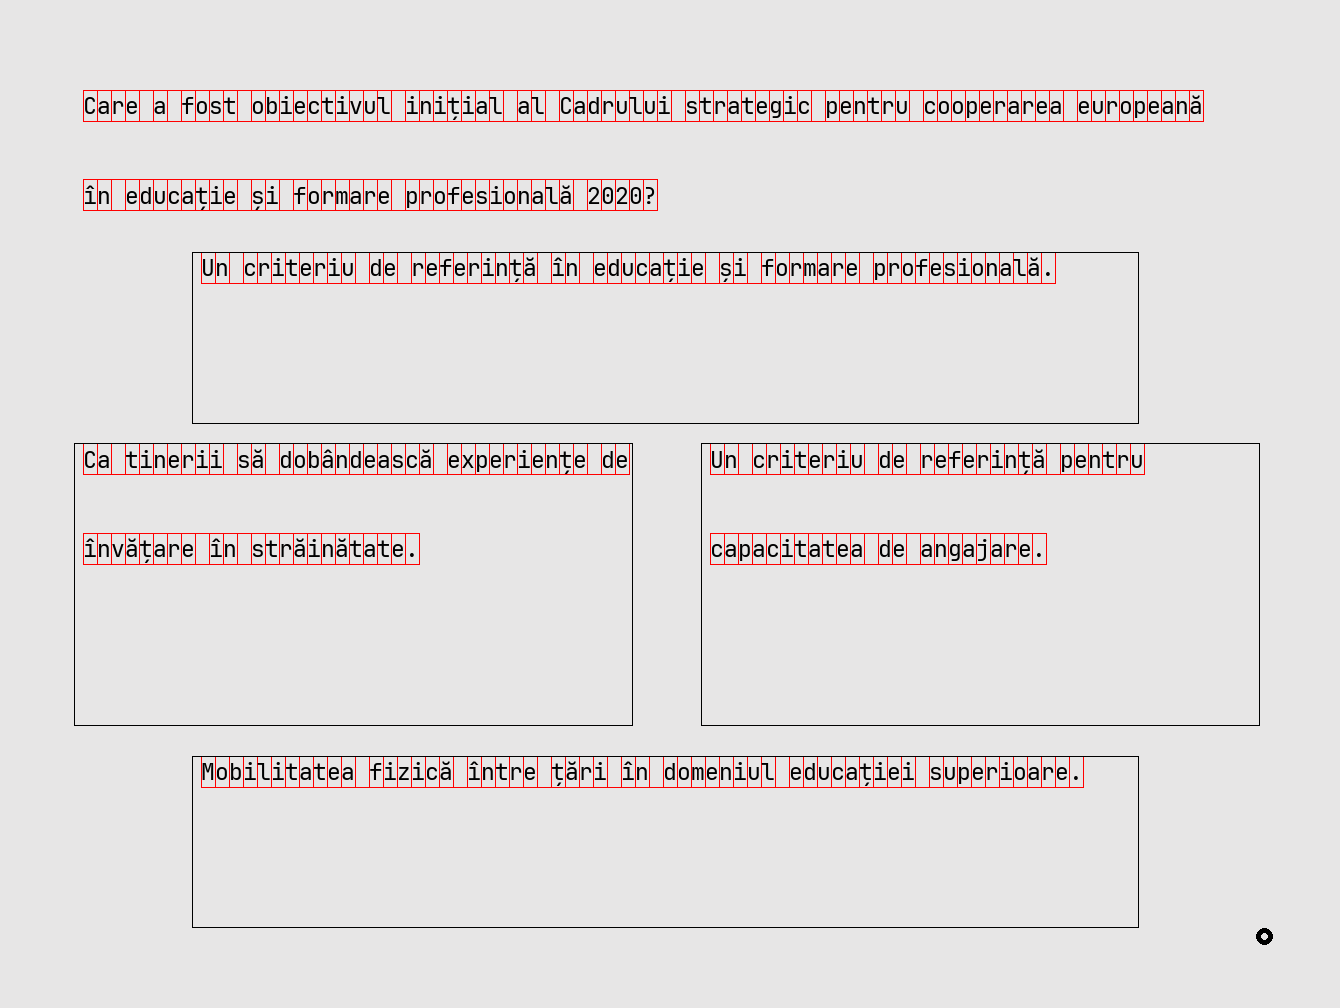 Care a fost obiectivul inițial al Cadrului strategic pentru cooperarea europeană
în educație și formare profesională 2020?
Un criteriu de referință în educație și formare profesională.
Ca tinerii să dobândească experiențe de
învățare în străinătate.
Un criteriu de referință pentru
capacitatea de angajare.
Mobilitatea fizică între țări în domeniul educației superioare.